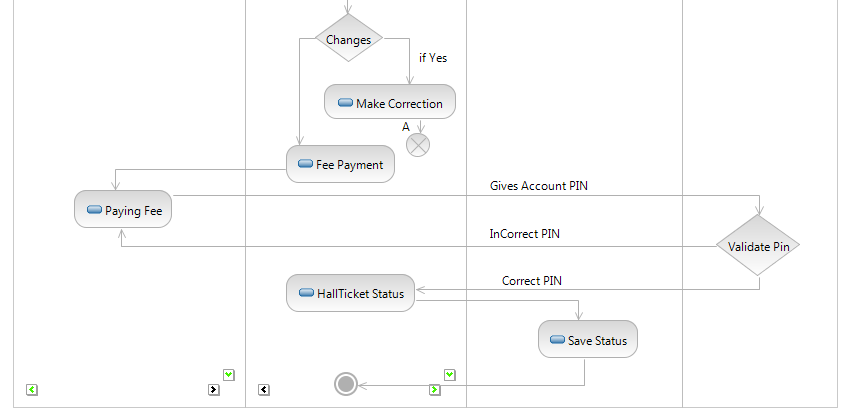 Changes
if Yes
Make Correction
A
Fee Payment
Gives Account PIN
Paying Fee
InCorrect PIN
Validate Pin
Correct PIN
HallTicket Status
Save Status